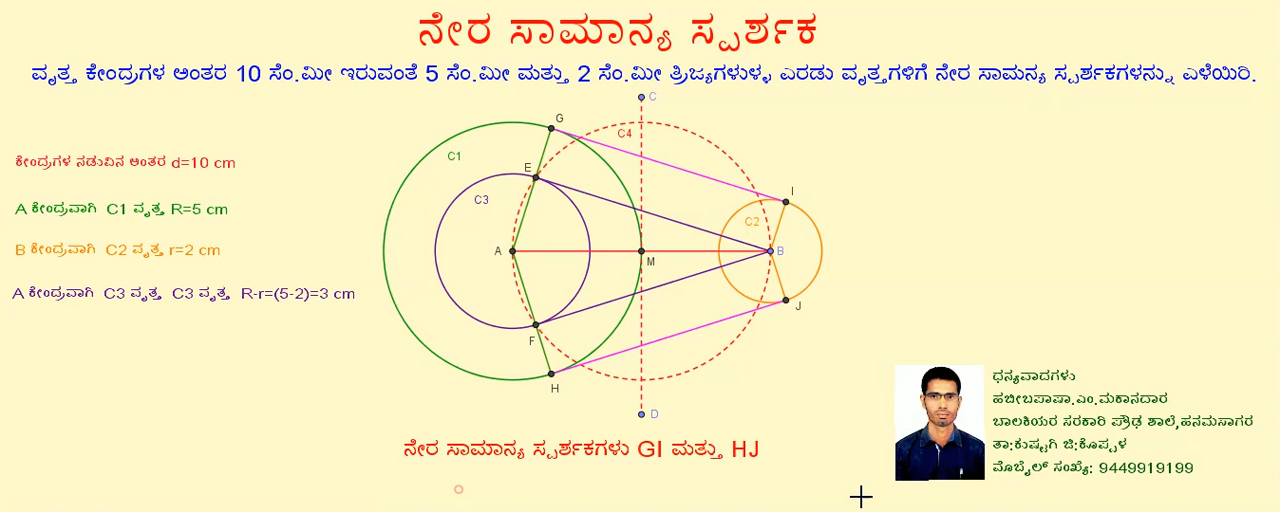 ನೇರ ಸಾಮಾನ್ಯ ಸ್ಪರ್ಶಕ
ವೃತ್ತ ಕೇಂದ್ರಗಳ ಅಂತರ 10 ಸೆಂ.ಮೀ ಇರುವಂತೆ 5 ಸೆಂ.ಮೀ ಮತ್ತು 2 ಸೆಂ.ಮೀ ತ್ರಿಜ್ಯಗಳುಳ್ಳ ಎರಡು ವೃತ್ತಗಳಿಗೆ ನೇರ ಸಾಮನ್ಯ ಸ್ಪರ್ಶಕಗಳನ್ನು ಎಳೆಯಿರಿ.
C
G
C4
C1
ಕೇಂದ್ರಗಳ ನಡುವಿನ ಅಂತರ d=10 cm
E
I
C3
A ಕೇಂದ್ರವಾಗಿ C1 ವೃತ್ತ R=5 cm
C2
B ಕೇಂದ್ರವಾಗಿ C2 ವೃತ್ತ r=2 cm
A
M
B
A ಕೇಂದ್ರವಾಗಿ C3 ವೃತ್ತ C3 ವೃತ್ತ R-r=(5-2)=3 cm
J
F
H
D
ನೇರ ಸಾಮಾನ್ಯ ಸ್ಪರ್ಶಕಗಳು GI ಮತ್ತು HJ
ಧನ್ಯವಾದಗಳು
ಹಬೀಬಪಾಷಾ.ಎಂ.ಮಕಾನದಾರ
ಬಾಲಕಿಯರ ಸರಕಾರಿ ಪ್ರೌಢ ಶಾಲೆ,ಹನಮಸಾಗರ
ತಾ:ಕುಷ್ಟಗಿ ಜಿ:ಕೊಪ್ಪಳ
ಮೊಬೈಲ್ ಸಂಖ್ಯೆ: 9449919199